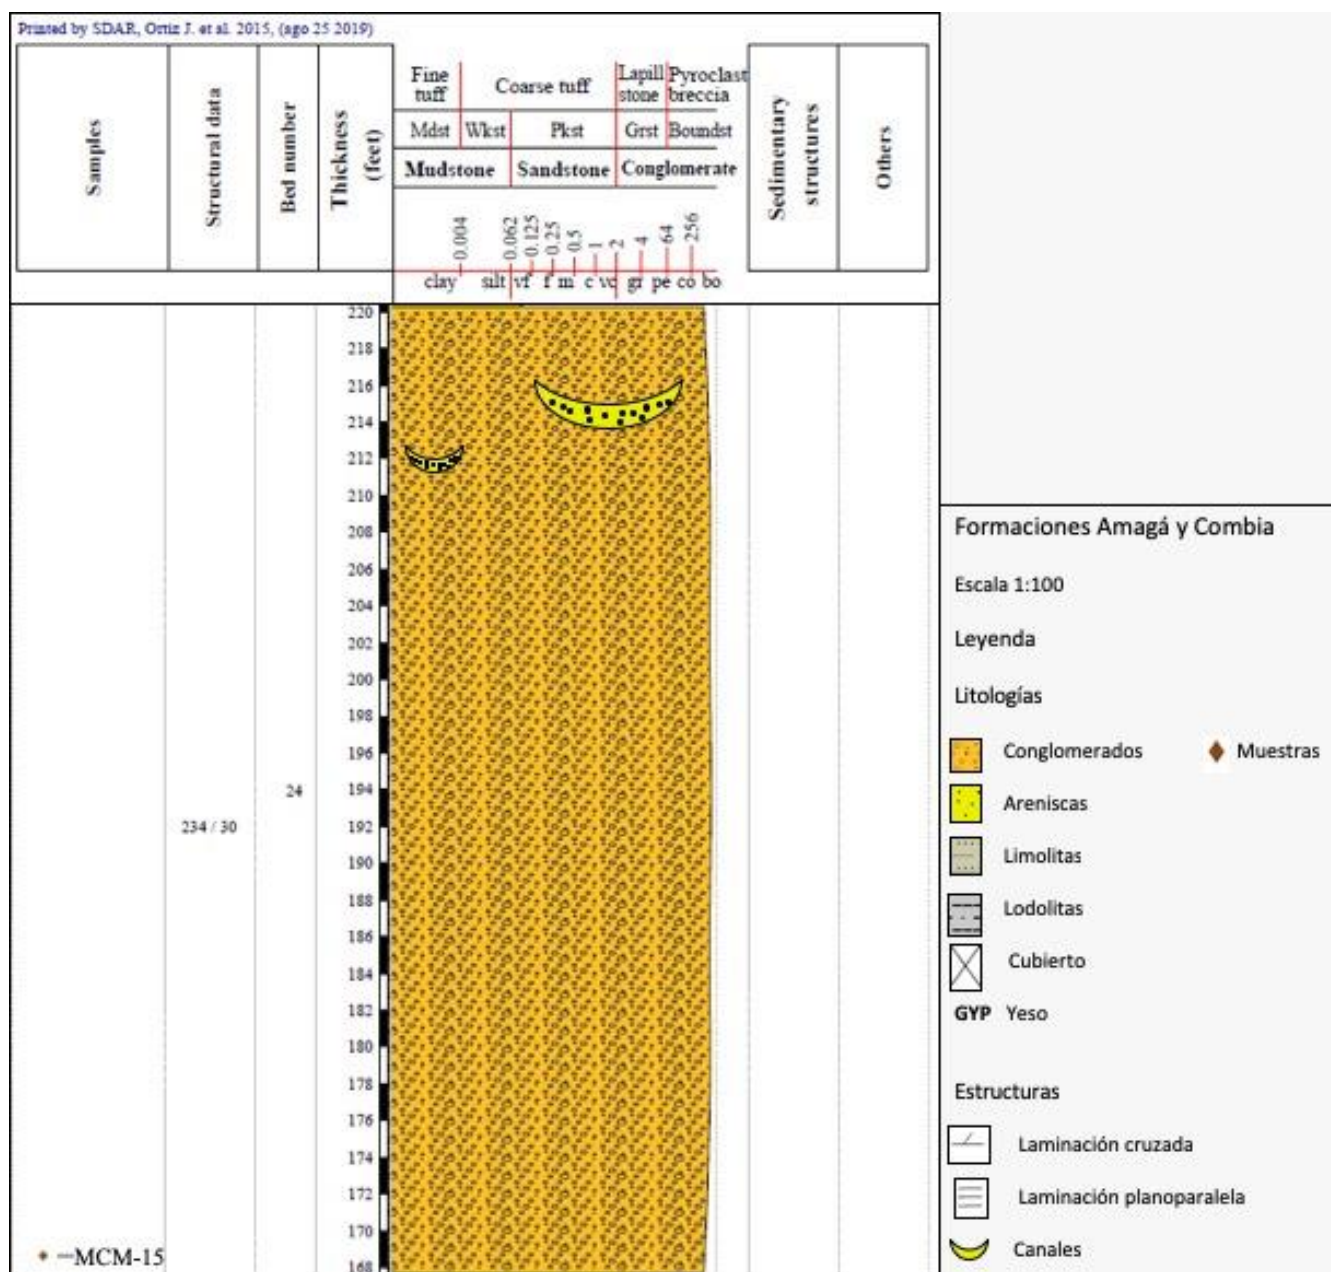 Printed by SDAR, Ortiz J. et al. 2015, (ago 25 2019)
Samples
Structural data
Bed number
Thickness
(feet)
Fine
tuff
Coarse tuff
Lapill
stone
Pyroclast
breccia
Mdst Wkst Pkst Grst Boundst
Mudstone Sandstone Conglomerate
0.004 0.062 0.125 0.25 0.5 1 2 4 64 256
clay silt vf f m c vc gr pe co bo
Sedimentary
structures
Others
220
218
216
214
212
210
208
206
204
202
200
198
196
24 194
234 / 30 192
190
188
186
184
182
180
178
176
174
172
170
—MCM-15 168
Formaciones Amagá y Combia
Escala 1:100
Leyenda
Litologías
Conglomerados Muestras
Areniscas
Limolitas
Lodolitas
Cubierto
GYP Yeso
Estructuras
Laminación cruzada
Laminación planoparalela
Canales